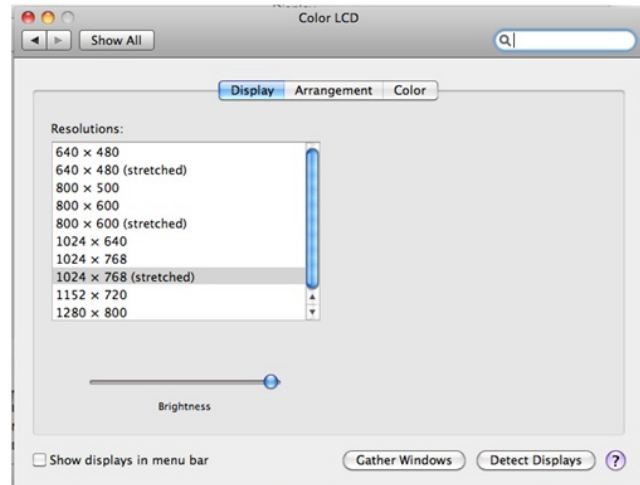 Color LCD
Show All
Display Arrangement Color
Resolutions:
640 × 480
640 × 480 (stretched)
800 × 500
800 × 600
800 × 600 (stretched)
1024 × 640
1024 × 768
1024 × 768 (stretched)
1152 × 720
1280 × 800
Brightness
Show displays in menu bar Gather Windows Detect Displays ?